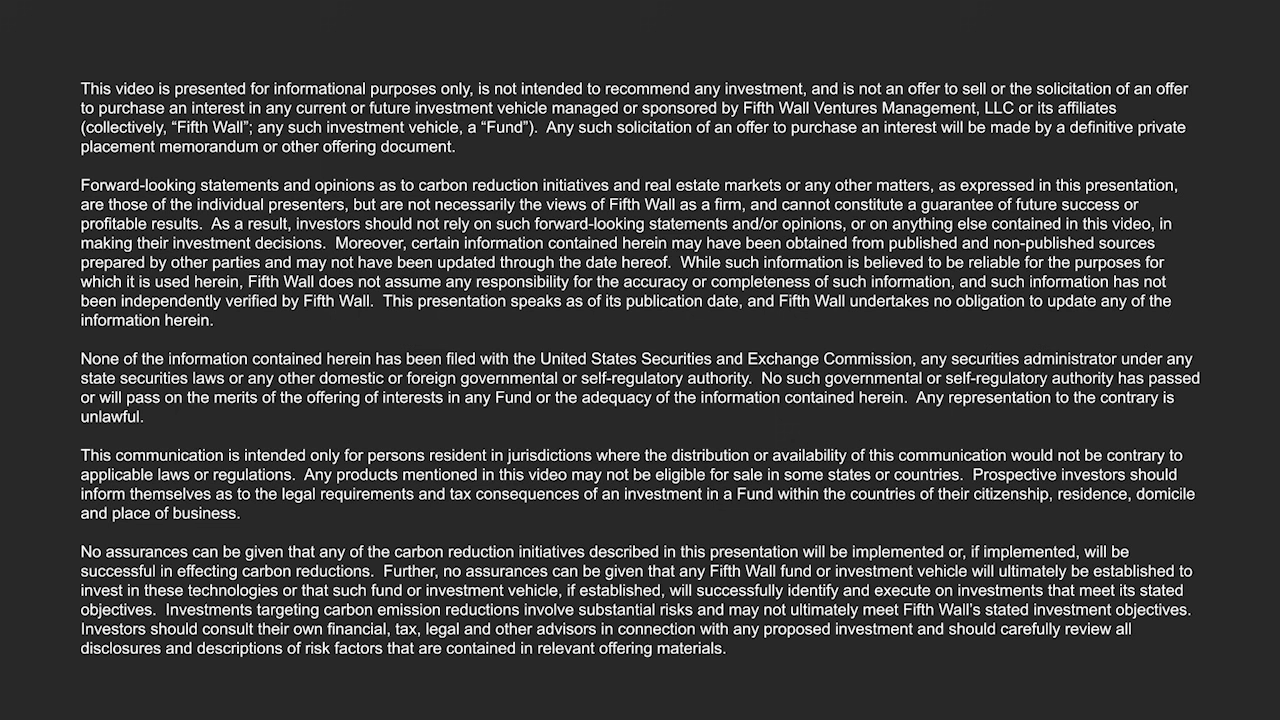 This video is presented for informational purposes only, is not intended to recommend any investment, and is not an offer to sell or the solicitation of an offer
to purchase an interest in any current or future investment vehicle managed or sponsored by Fifth Wall Ventures Management, LLC or its affiliates
(collectively, “Fifth Wall”; any such investment vehicle, a “Fund”).  Any such solicitation of an offer to purchase an interest will be made by a definitive private
placement memorandum or other offering document.
Forward-looking statements and opinions as to carbon reduction initiatives and real estate markets or any other matters, as expressed in this presentation,
are those of the individual presenters, but are not necessarily the views of Fifth Wall as a firm, and cannot constitute a guarantee of future success or
profitable results.  As a result, investors should not rely on such forward-looking statements and/or opinions, or on anything else contained in this video, in
making their investment decisions.  Moreover, certain information contained herein may have been obtained from published and non-published sources
prepared by other parties and may not have been updated through the date hereof.  While such information is believed to be reliable for the purposes for
which it is used herein, Fifth Wall does not assume any responsibility for the accuracy or completeness of such information, and such information has not
been independently verified by Fifth Wall.  This presentation speaks as of its publication date, and Fifth Wall undertakes no obligation to update any of the
information herein.
None of the information contained herein has been filed with the United States Securities and Exchange Commission, any securities administrator under any
state securities laws or any other domestic or foreign governmental or self-regulatory authority.  No such governmental or self-regulatory authority has passed
or will pass on the merits of the offering of interests in any Fund or the adequacy of the information contained herein.  Any representation to the contrary is
unlawful.
This communication is intended only for persons resident in jurisdictions where the distribution or availability of this communication would not be contrary to
applicable laws or regulations.  Any products mentioned in this video may not be eligible for sale in some states or countries.  Prospective investors should
inform themselves as to the legal requirements and tax consequences of an investment in a Fund within the countries of their citizenship, residence, domicile
and place of business.
No assurances can be given that any of the carbon reduction initiatives described in this presentation will be implemented or, if implemented, will be
successful in effecting carbon reductions.  Further, no assurances can be given that any Fifth Wall fund or investment vehicle will ultimately be established to
invest in these technologies or that such fund or investment vehicle, if established, will successfully identify and execute on investments that meet its stated
objectives.  Investments targeting carbon emission reductions involve substantial risks and may not ultimately meet Fifth Wall’s stated investment objectives.
Investors should consult their own financial, tax, legal and other advisors in connection with any proposed investment and should carefully review all
disclosures and descriptions of risk factors that are contained in relevant offering materials.